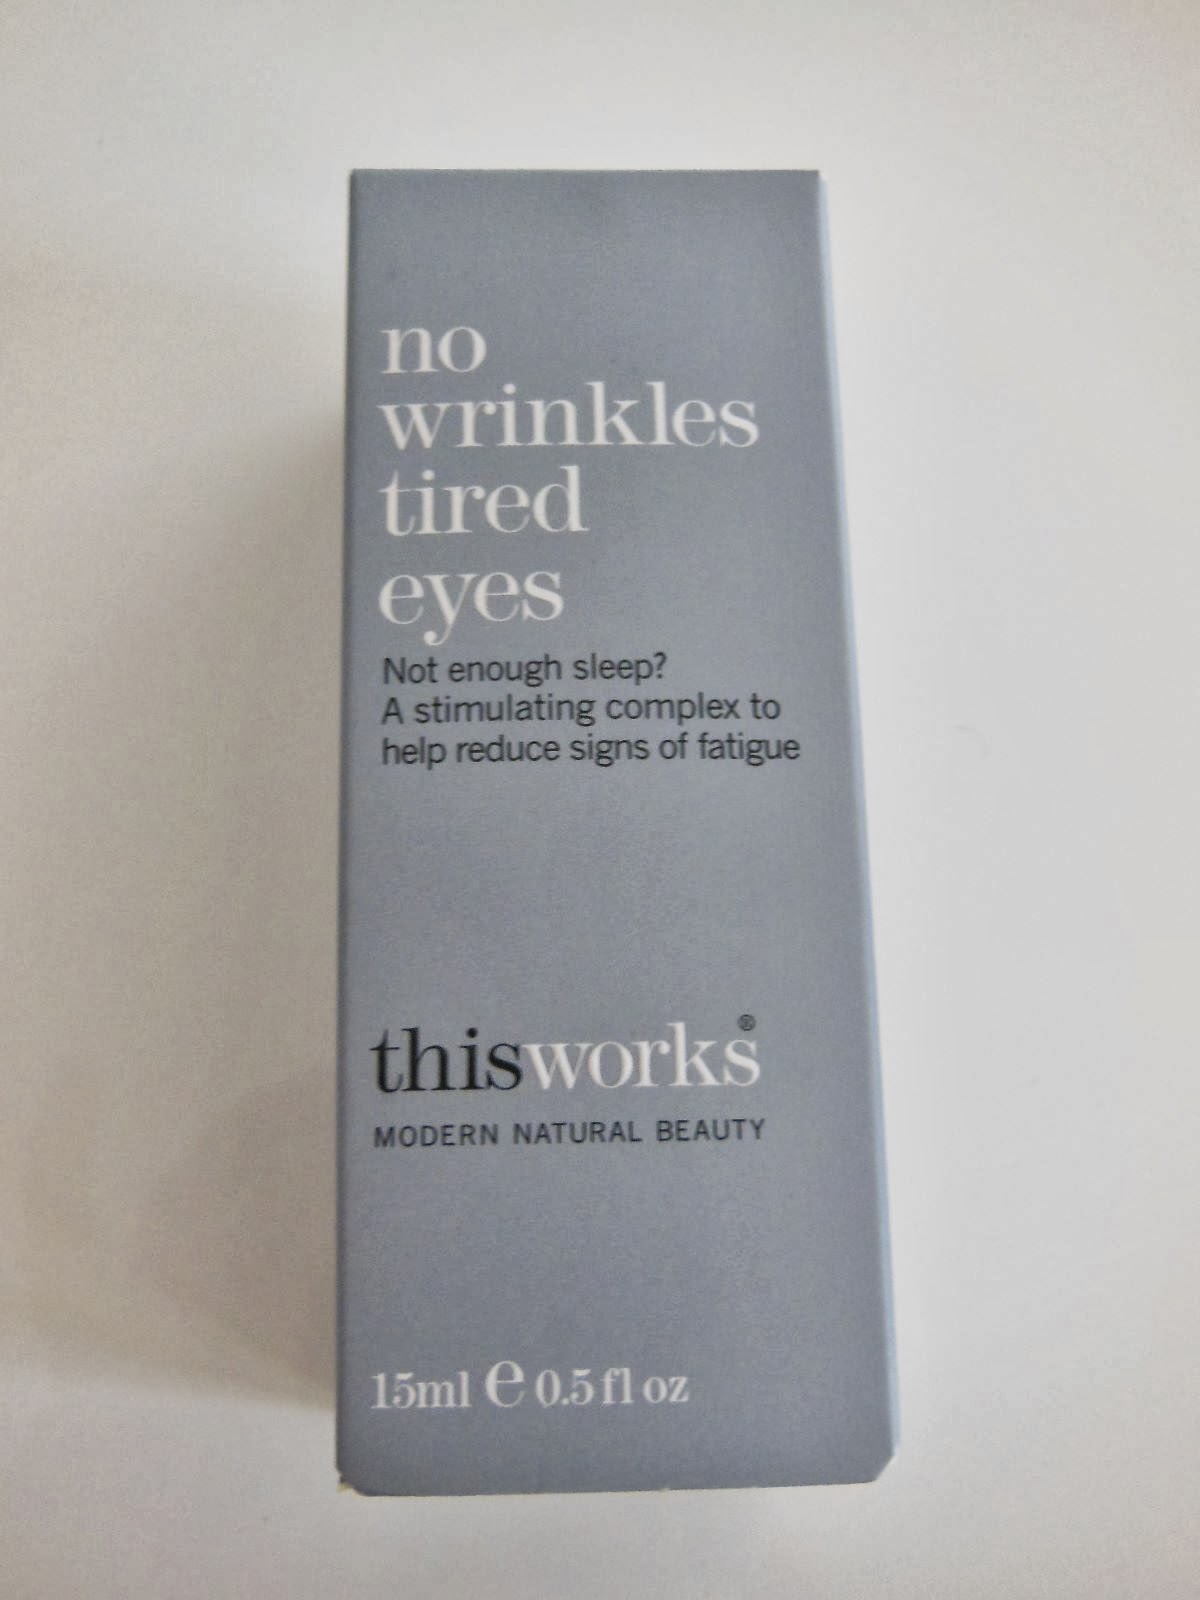 no
wrinkles
tired
eyes
Not enough sleep?
A stimulating complex to
help reduce signs of fatigue
thisworks®
MODERN NATURAL BEAUTY
15ml ℮ 0.5 fl oz